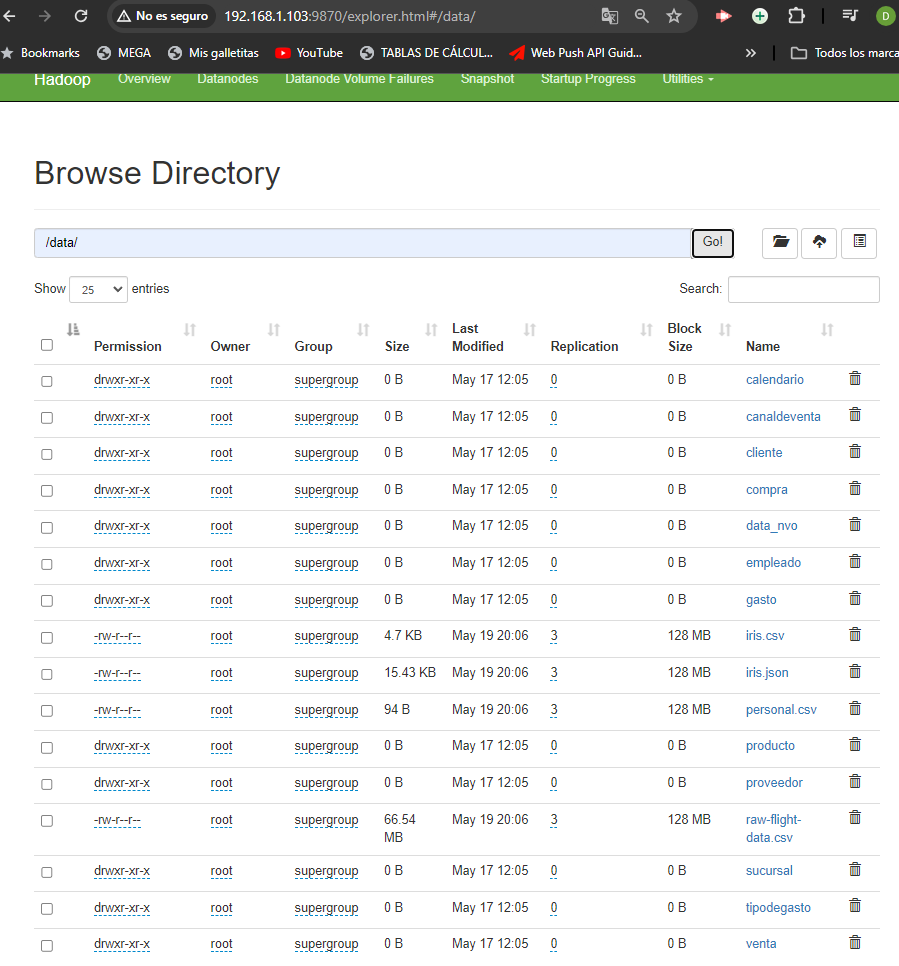 No es seguro 192.168.1.103:9870/explorer.html#/data/ D
Bookmarks MEGA Mis galletitas YouTube TABLAS DE CÁLCUL... Web Push API Guid... » Todos los marca
Hadoop Overview Datanodes Datanode Volume Failures Snapshot Startup Progress Utilities
Browse Directory
/data/ Go!
Show 25 entries Search:
Permission Owner Group Size Last Modified Replication Block Size Name
drwxr-xr-x root supergroup 0 B May 17 12:05 0 0 B calendario
drwxr-xr-x root supergroup 0 B May 17 12:05 0 0 B canaldeventa
drwxr-xr-x root supergroup 0 B May 17 12:05 0 0 B cliente
drwxr-xr-x root supergroup 0 B May 17 12:05 0 0 B compra
drwxr-xr-x root supergroup 0 B May 17 12:05 0 0 B data_nvo
drwxr-xr-x root supergroup 0 B May 17 12:05 0 0 B empleado
drwxr-xr-x root supergroup 0 B May 17 12:05 0 0 B gasto
-rw-r--r-- root supergroup 4.7 KB May 19 20:06 3 128 MB iris.csv
-rw-r--r-- root supergroup 15.43 KB May 19 20:06 3 128 MB iris.json
-rw-r--r-- root supergroup 94 B May 19 20:06 3 128 MB personal.csv
drwxr-xr-x root supergroup 0 B May 17 12:05 0 0 B producto
drwxr-xr-x root supergroup 0 B May 17 12:05 0 0 B proveedor
-rw-r--r-- root supergroup 66.54 MB May 19 20:06 3 128 MB raw-flight-data.csv
drwxr-xr-x root supergroup 0 B May 17 12:05 0 0 B sucursal
drwxr-xr-x root supergroup 0 B May 17 12:05 0 0 B tipodegasto
drwxr-xr-x root supergroup 0 B May 17 12:05 0 0 B venta